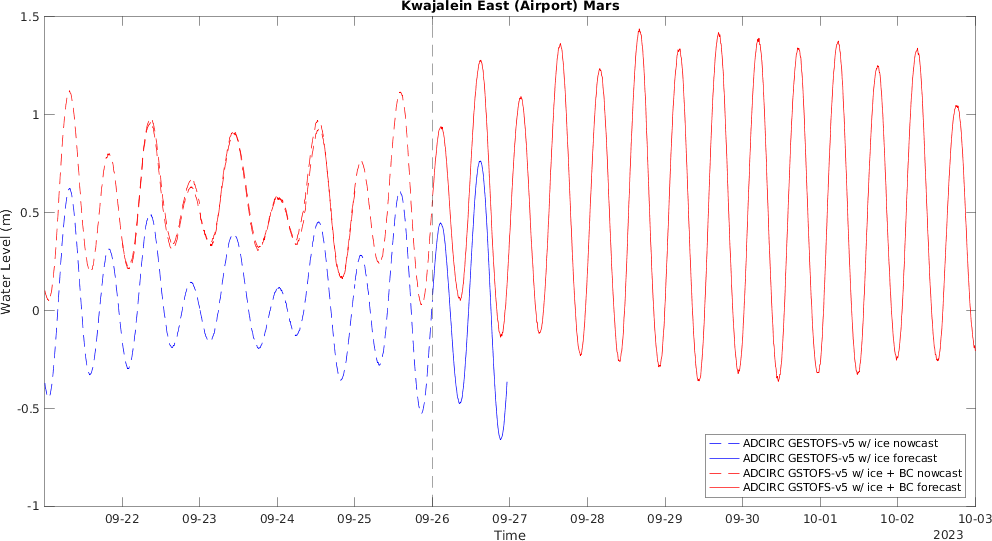 Kwajalein East (Airport) Mars
1.5
1
0.5
0
-0.5
-1
Water Level (m)
ADCIRC GESTOFS-v5 w/ ice nowcast
ADCIRC GESTOFS-v5 w/ ice forecast
ADCIRC GSTOFS-v5 w/ ice + BC nowcast
ADCIRC GSTOFS-v5 w/ ice + BC forecast
09-22 09-23 09-24 09-25 09-26 09-27 09-28 09-29 09-30 10-01 10-02 10-03
Time
2023